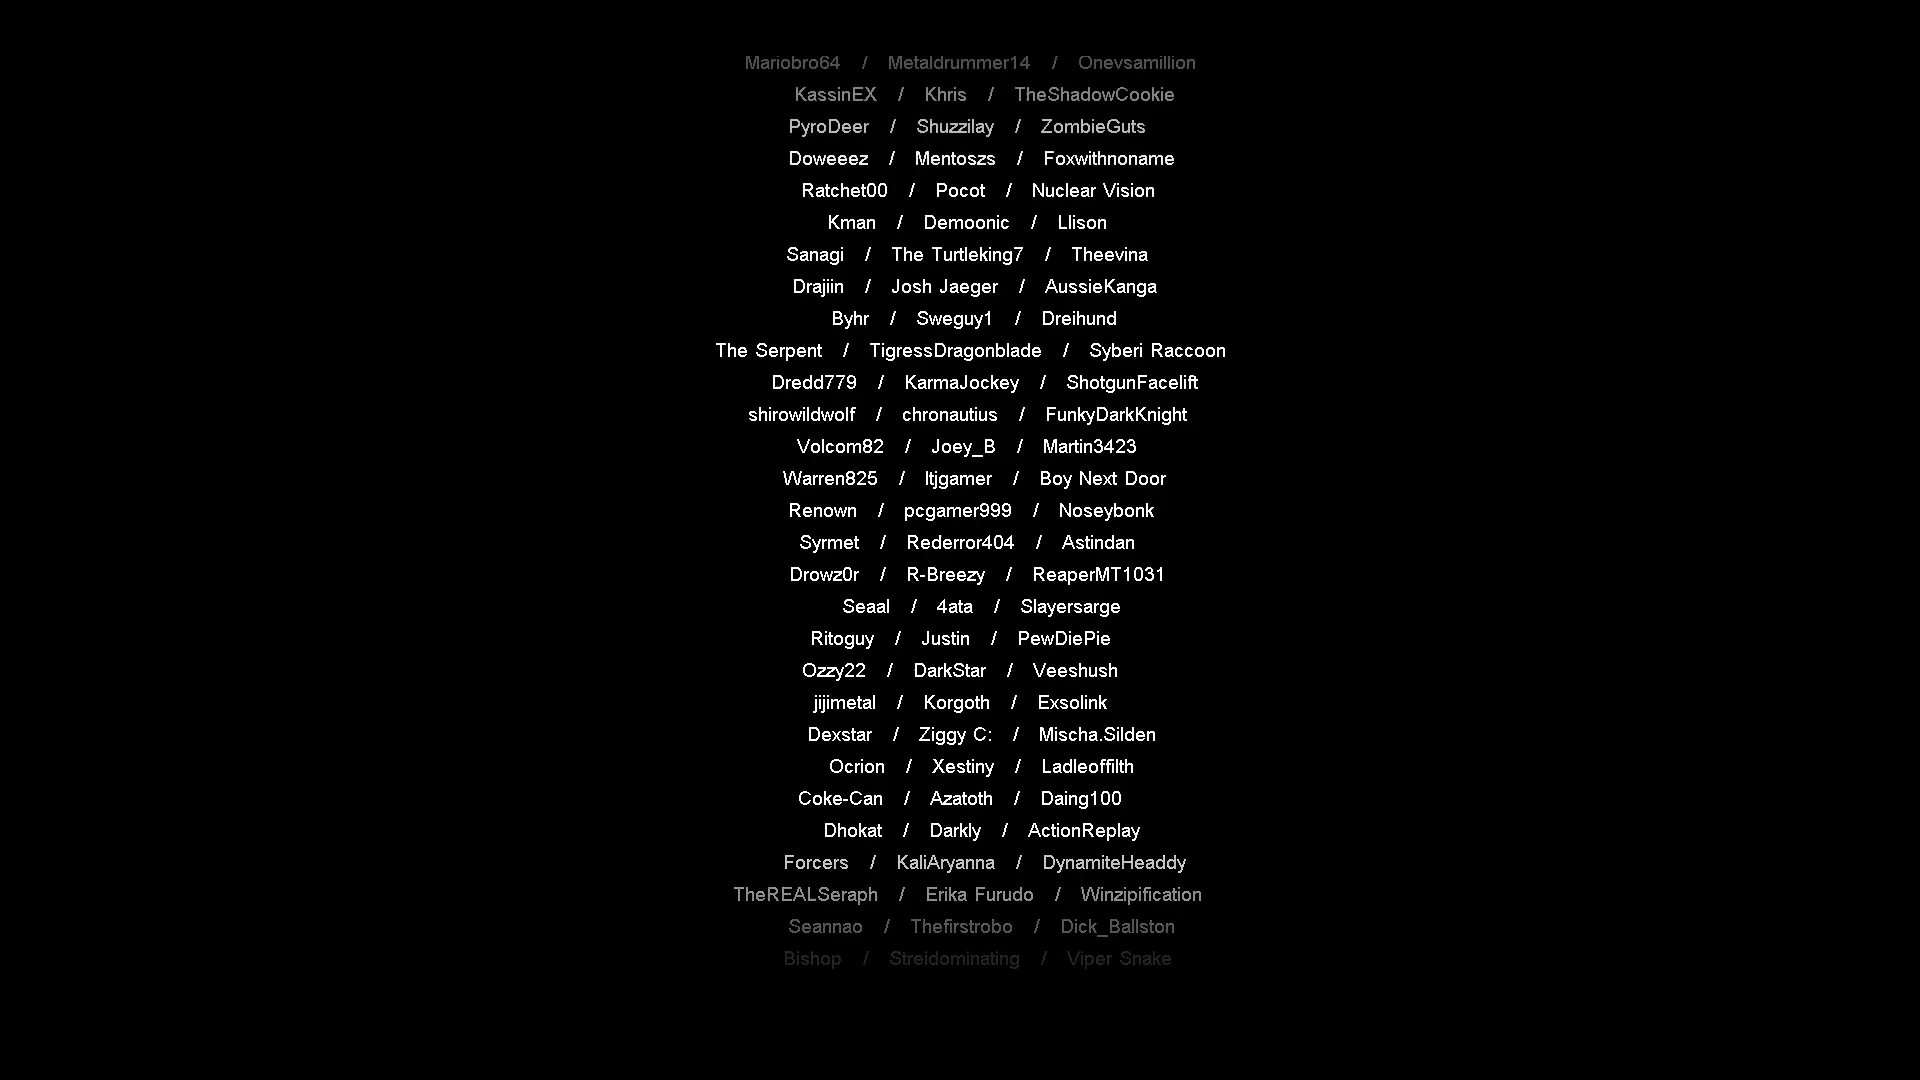 Mariobro64 / Metaldrummer14 / Onevsamillion
KassinEX / Khris / TheShadowCookie
PyroDeer / Shuzzilay / ZombieGuts
Doweeez / Mentoszs / Foxwithnoname
Ratchet00 / Pocot / Nuclear Vision
Kman / Demoonic / Llison
Sanagi / The Turtleking7 / Theevina
Drajiin / Josh Jaeger / AussieKanga
Byhr / Sweguy1 / Dreihund
The Serpent / TigressDragonblade / Syberi Raccoon
Dredd779 / KarmaJockey / ShotgunFacelift
shirowildwolf / chronautius / FunkyDarkKnight
Volcom82 / Joey_B / Martin3423
Warren825 / ltjgamer / Boy Next Door
Renown / pcgamer999 / Noseybonk
Syrmet / Rederror404 / Astindan
Drowz0r / R-Breezy / ReaperMT1031
Seaal / 4ata / Slayersarge
Ritoguy / Justin / PewDiePie
Ozzy22 / DarkStar / Veeshush
jijimetal / Korgoth / Exsolink
Dexstar / Ziggy C: / Mischa.Silden
Ocrion / Xestiny / Ladleoffilth
Coke-Can / Azatoth / Daing100
Dhokat / Darkly / ActionReplay
Forcers / KaliAryanna / DynamiteHeaddy
TheREALSeraph / Erika Furudo / Winzipification
Seannao / Thefirstrobo / Dick_Ballston
Bishop / Streidominating / Viper Snake